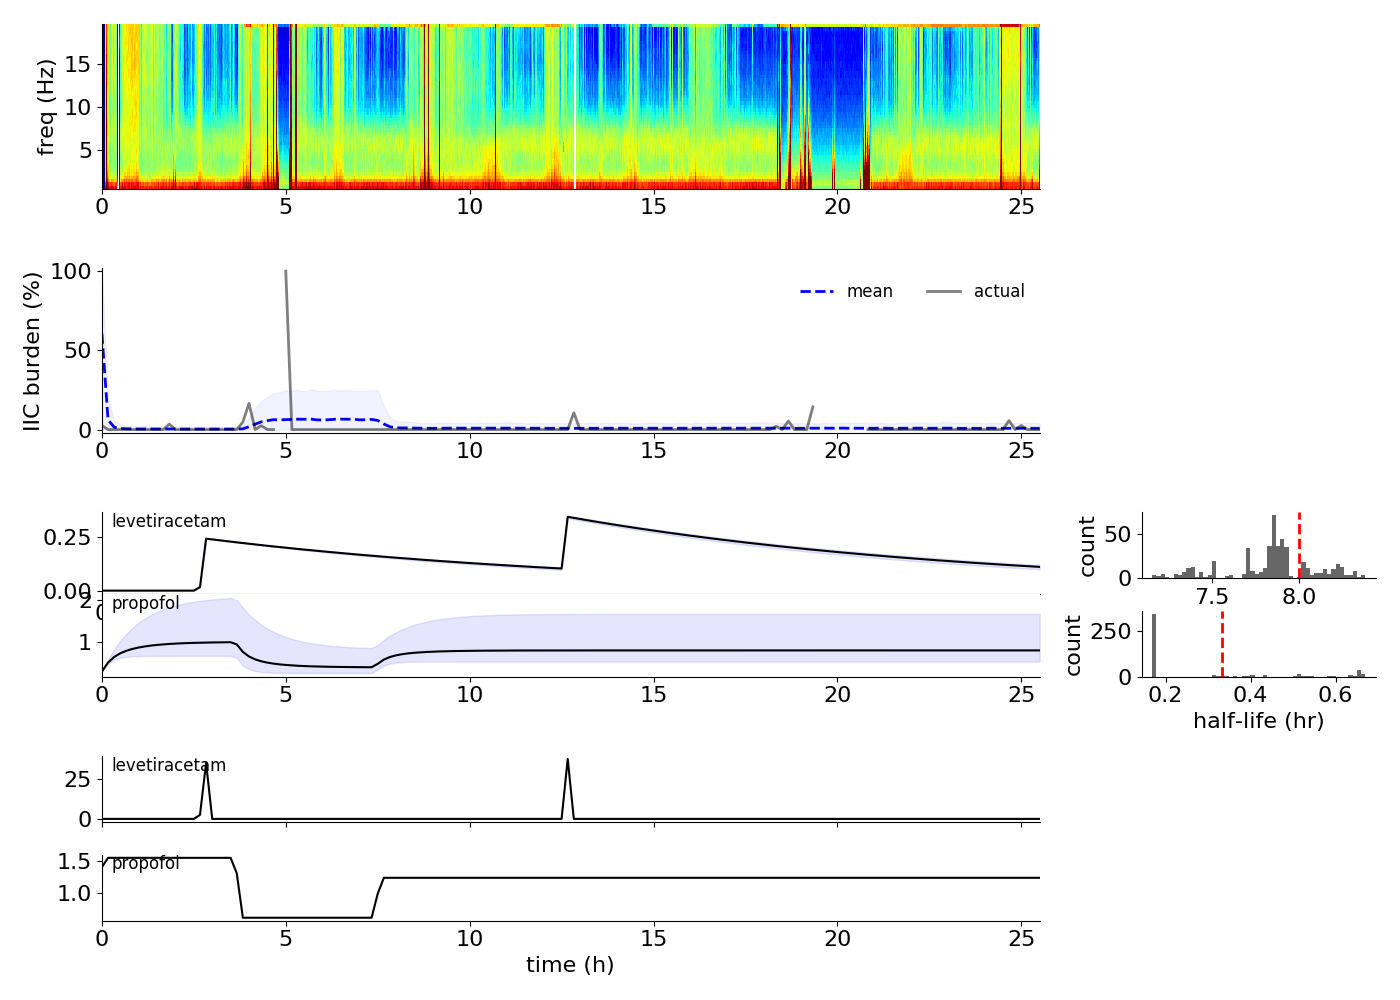 freq (Hz)
15
10
5
0 5 10 15 20 25
IIC burden (%)
100
50
0
mean actual
0 5 10 15 20 25
levetiracetam
0.25
0.00
0
propofol
2
1
0 5 10 15 20 25
count
50
0
7.5 8.0
count
250
0
0.2 0.4 0.6
half-life (hr)
levetiracetam
25
0
propofol
1.5
1.0
0 5 10 15 20 25
time (h)